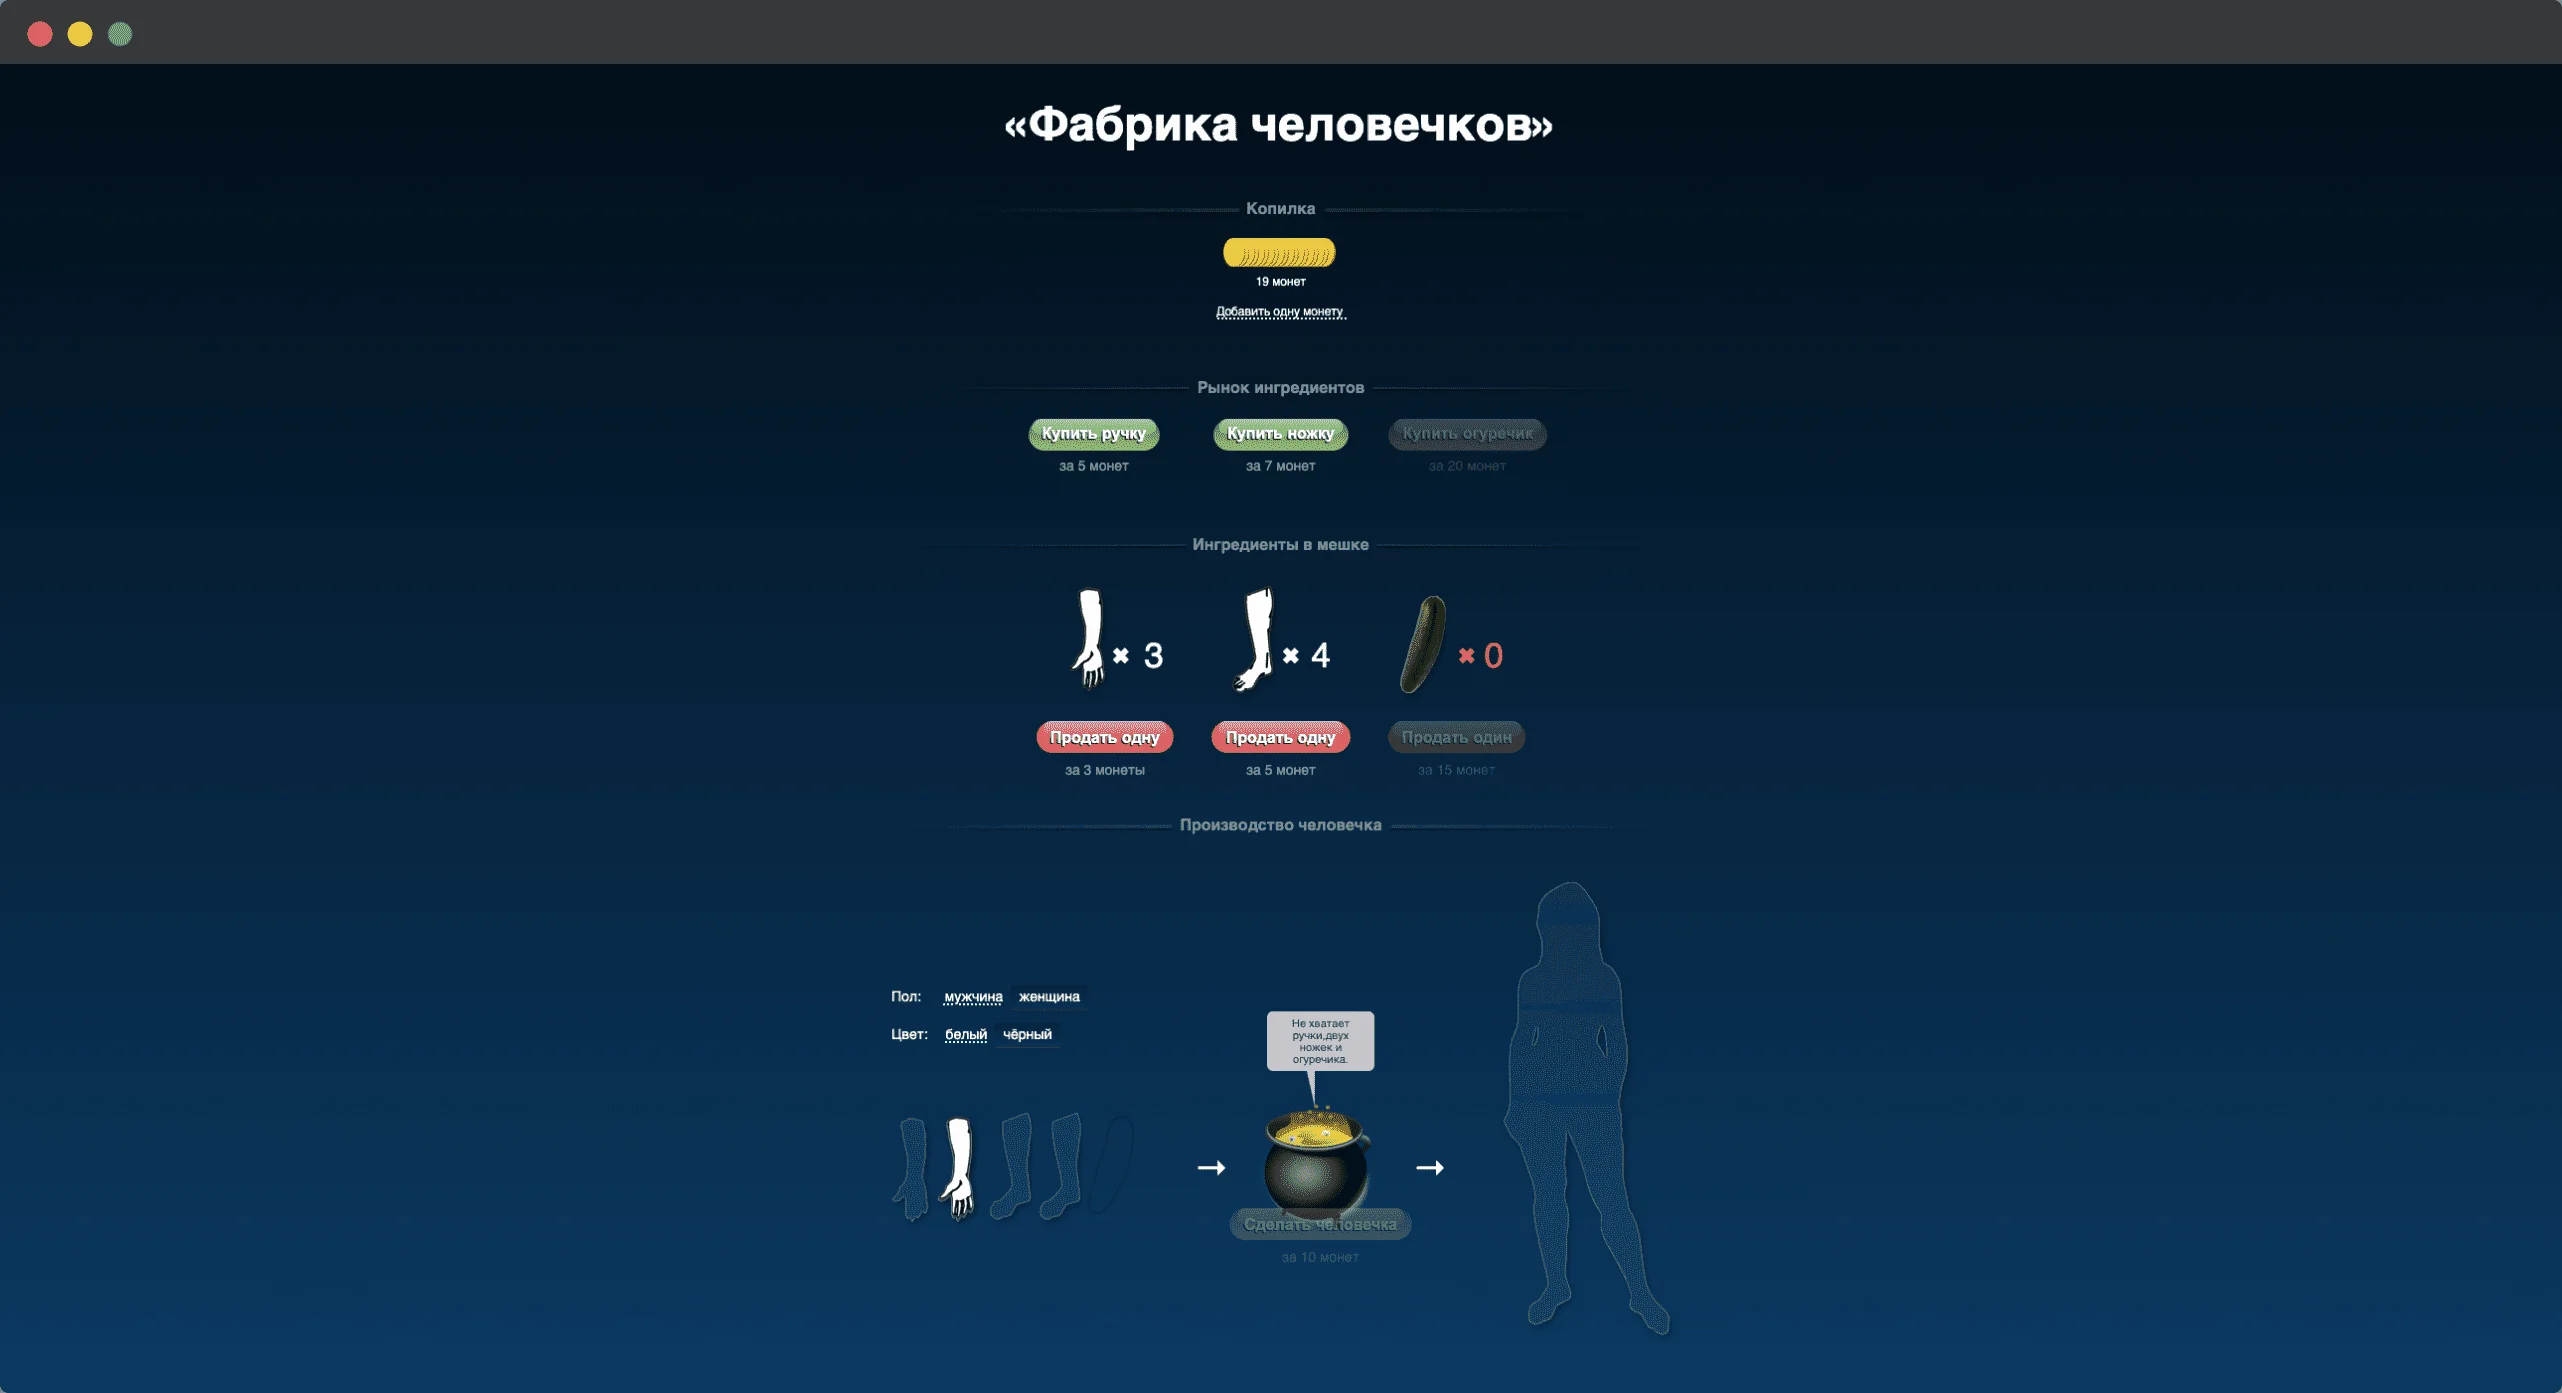 «Фабрика человечков»
Копилка
19 монет
Добавить одну монету
Рынок ингредиентов
Купить ручку
Купить ножку
Купить огуречик
за 5 монет
за 7 монет
за 20 монет
Ингредиенты в мешке
× 3
× 4
× 0
Продать одну
Продать одну
Продать один
за 3 монеты
за 5 монет
за 15 монет
Производство человечка
Пол: мужчина женщина
Цвет: белый чёрный
Не хватает
ручки,двух
ножек и
огуречика.
Сделать человечка
за 10 монет